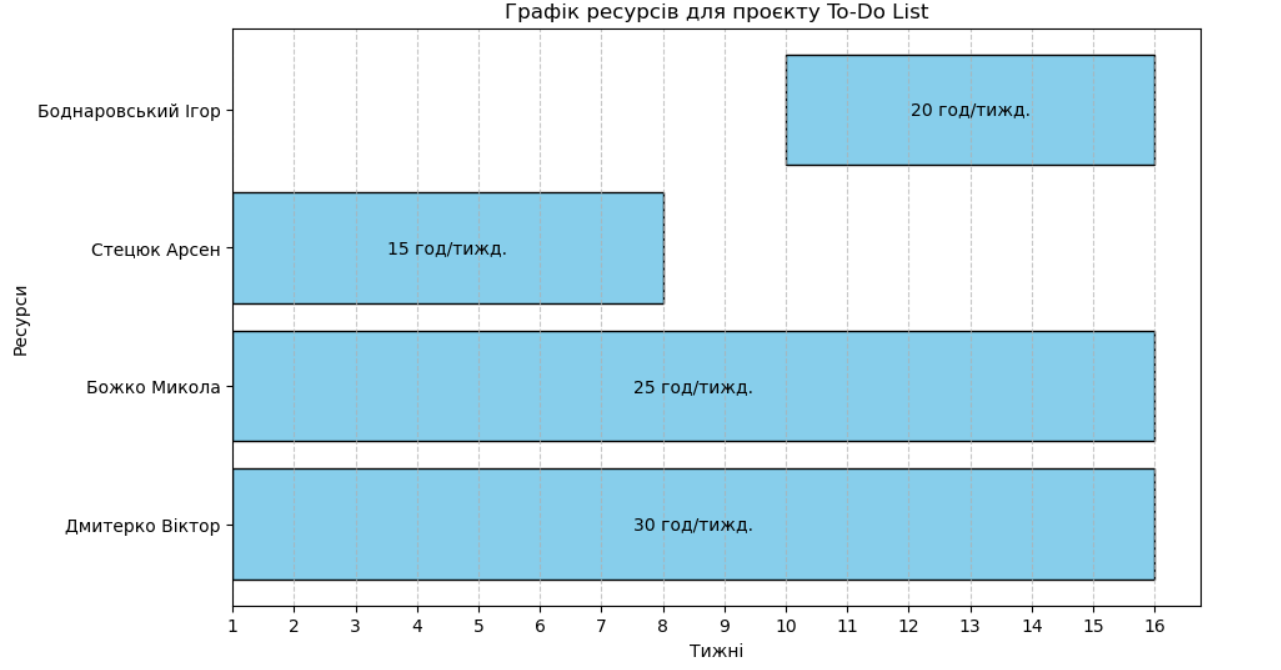 Графік ресурсів для проєкту To-Do List
Боднаровський Ігор
20 год/тижд.
Стецюк Арсен
15 год/тижд.
Ресурси
Божко Микола
25 год/тижд.
Дмитерко Віктор
30 год/тижд.
1 2 3 4 5 6 7 8 9 10 11 12 13 14 15 16
Тижні